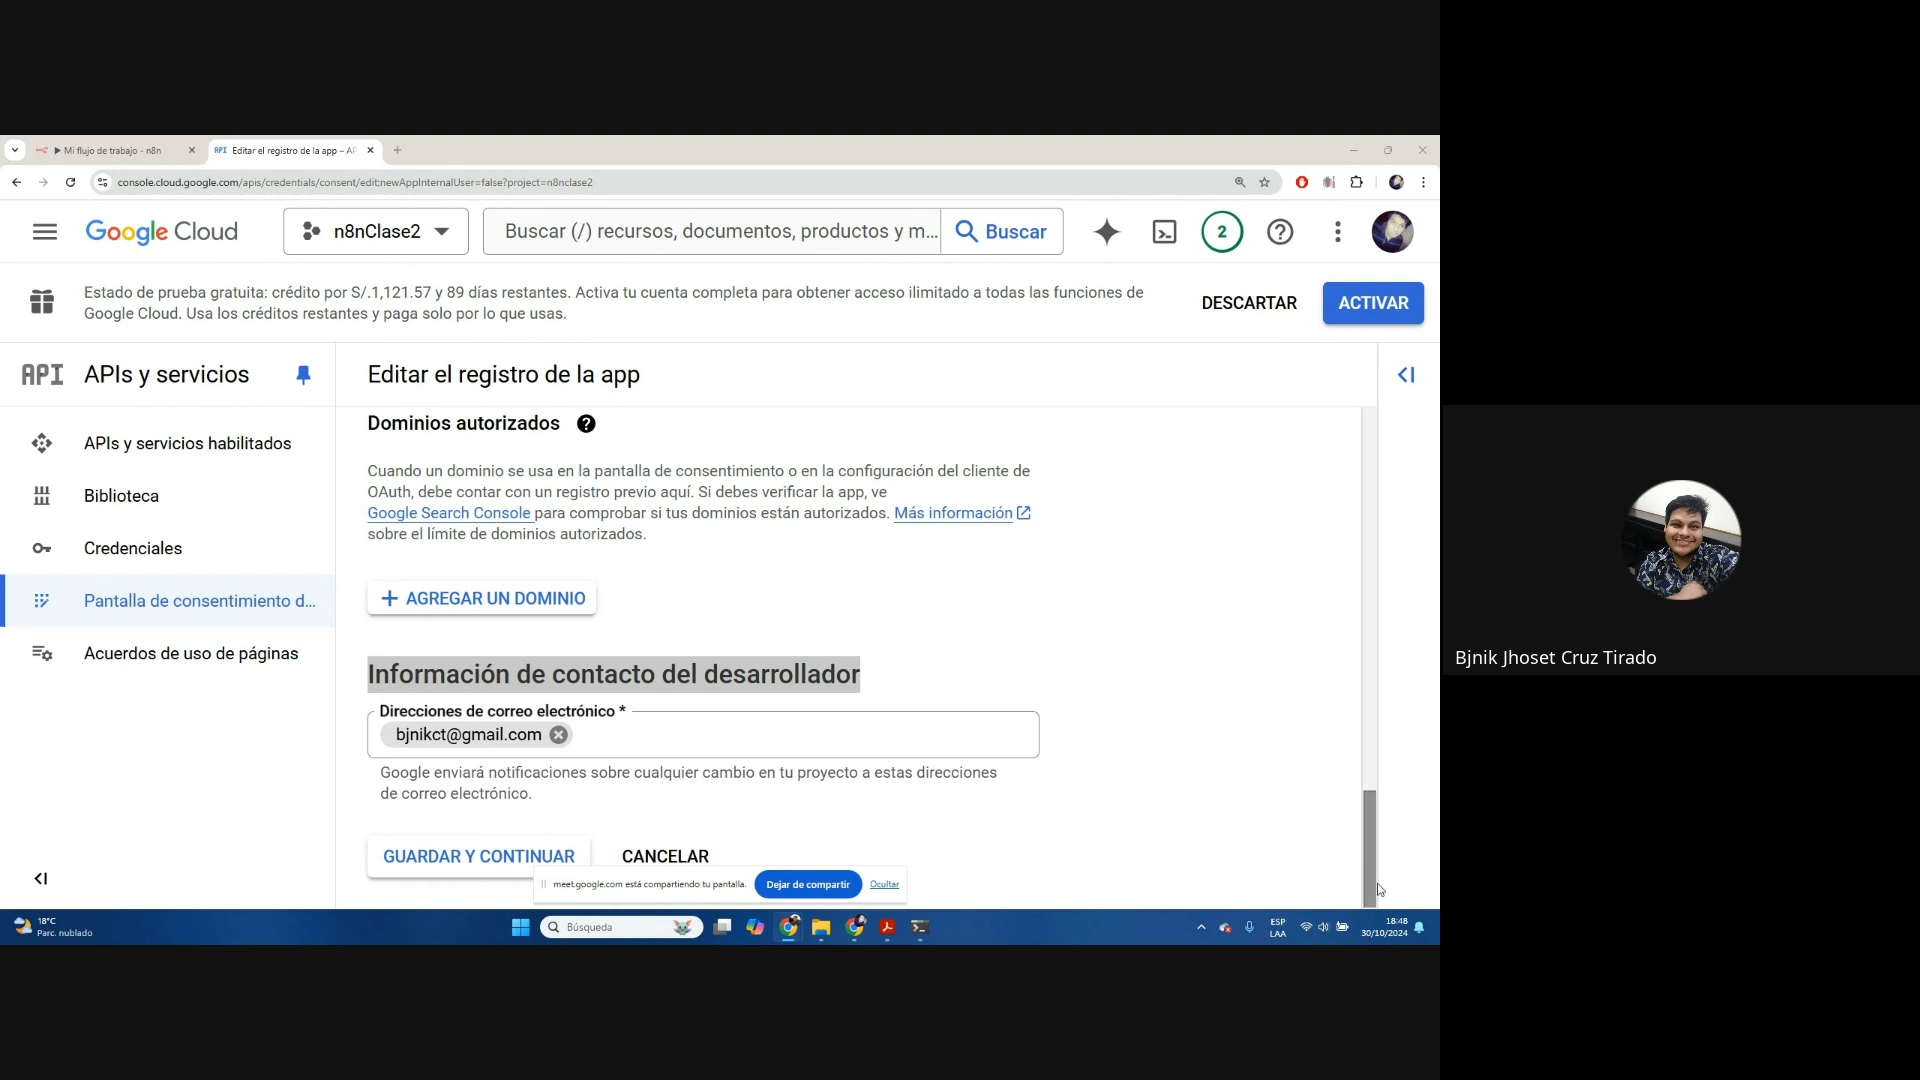 Mi flujo de trabajo - n8n
API Editar el registro de la app – AP
console.cloud.google.com/apis/credentials/consent/edit;newAppInternalUser=false?project=n8nclase2
Google Cloud
n8nClase2
Buscar (/) recursos, documentos, productos y m...
Buscar
2
Estado de prueba gratuita: crédito por S/.1,121.57 y 89 días restantes. Activa tu cuenta completa para obtener acceso ilimitado a todas las funciones de
Google Cloud. Usa los créditos restantes y paga solo por lo que usas.
DESCARTAR
ACTIVAR
API APIs y servicios
Editar el registro de la app
APIs y servicios habilitados
Biblioteca
Credenciales
Pantalla de consentimiento d...
Acuerdos de uso de páginas
Dominios autorizados
Cuando un dominio se usa en la pantalla de consentimiento o en la configuración del cliente de
OAuth, debe contar con un registro previo aquí. Si debes verificar la app, ve
Google Search Console para comprobar si tus dominios están autorizados. Más información
sobre el límite de dominios autorizados.
+ AGREGAR UN DOMINIO
Información de contacto del desarrollador
Direcciones de correo electrónico *
bjnikct@gmail.com
Google enviará notificaciones sobre cualquier cambio en tu proyecto a estas direcciones
de correo electrónico.
GUARDAR Y CONTINUAR
CANCELAR
meet.google.com está compartiendo tu pantalla.
Dejar de compartir
Ocultar
18°C
Parc. nublado
Búsqueda
ESP
LAA
18:48
30/10/2024
Bjnik Jhoset Cruz Tirado